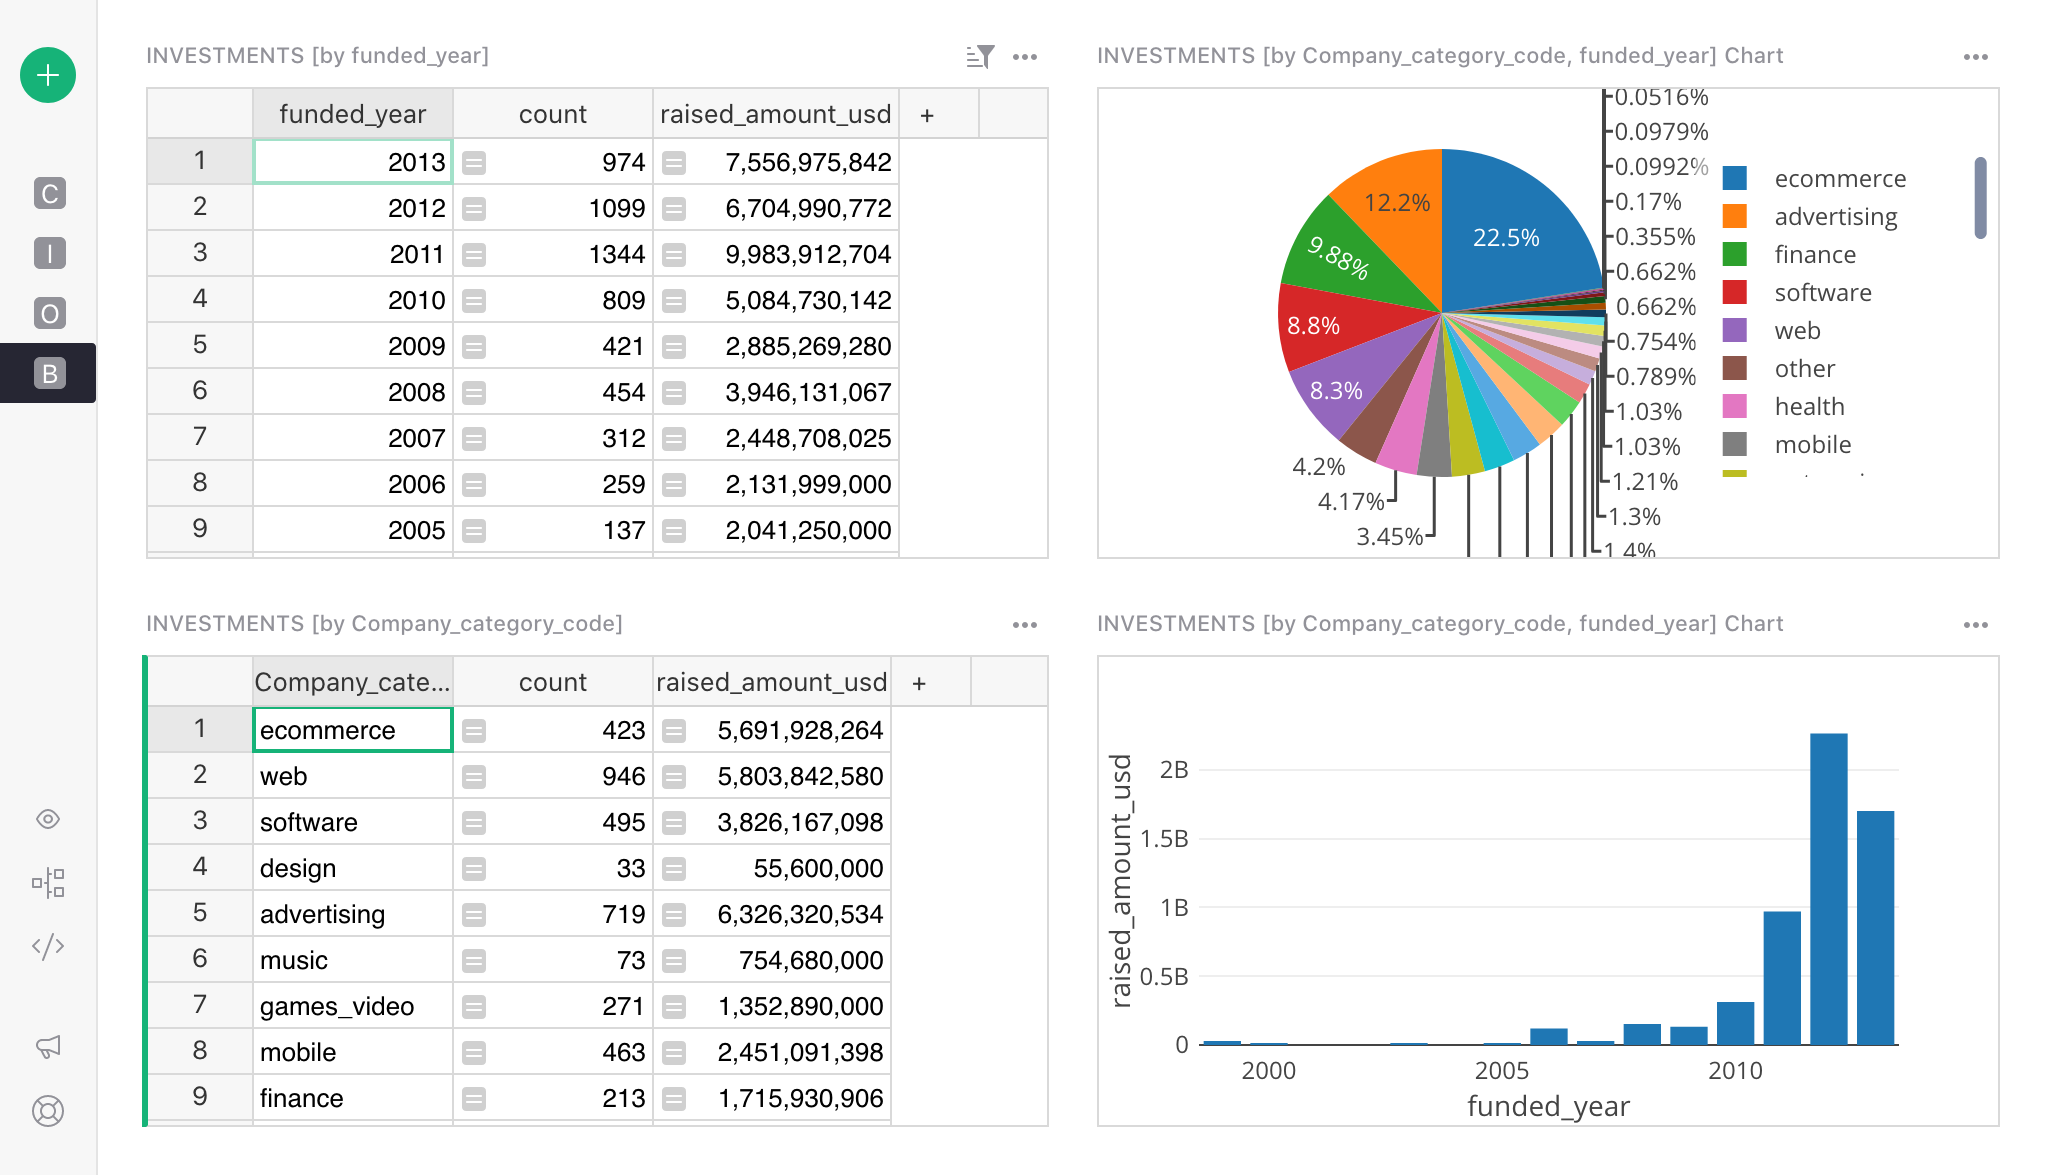 C
I
O
B
INVESTMENTS [by funded_year]
funded_year count raised_amount_usd +
1 2013 974 7,556,975,842
2 2012 1099 6,704,990,772
3 2011 1344 9,983,912,704
4 2010 809 5,084,730,142
5 2009 421 2,885,269,280
6 2008 454 3,946,131,067
7 2007 312 2,448,708,025
8 2006 259 2,131,999,000
9 2005 137 2,041,250,000
INVESTMENTS [by Company_category_code, funded_year] Chart
22.5%
12.2%
9.88%
8.8%
8.3%
4.2%
4.17%
3.45%
0.0516%
0.0979%
0.0992%
0.17%
0.355%
0.662%
0.662%
0.754%
0.789%
1.03%
1.03%
1.21%
1.3%
1.4%
ecommerce
advertising
finance
software
web
other
health
mobile
INVESTMENTS [by Company_category_code]
Company_cate... count raised_amount_usd +
1 ecommerce 423 5,691,928,264
2 web 946 5,803,842,580
3 software 495 3,826,167,098
4 design 33 55,600,000
5 advertising 719 6,326,320,534
6 music 73 754,680,000
7 games_video 271 1,352,890,000
8 mobile 463 2,451,091,398
9 finance 213 1,715,930,906
INVESTMENTS [by Company_category_code, funded_year] Chart
raised_amount_usd
2B
1.5B
1B
0.5B
0
2000 2005 2010
funded_year